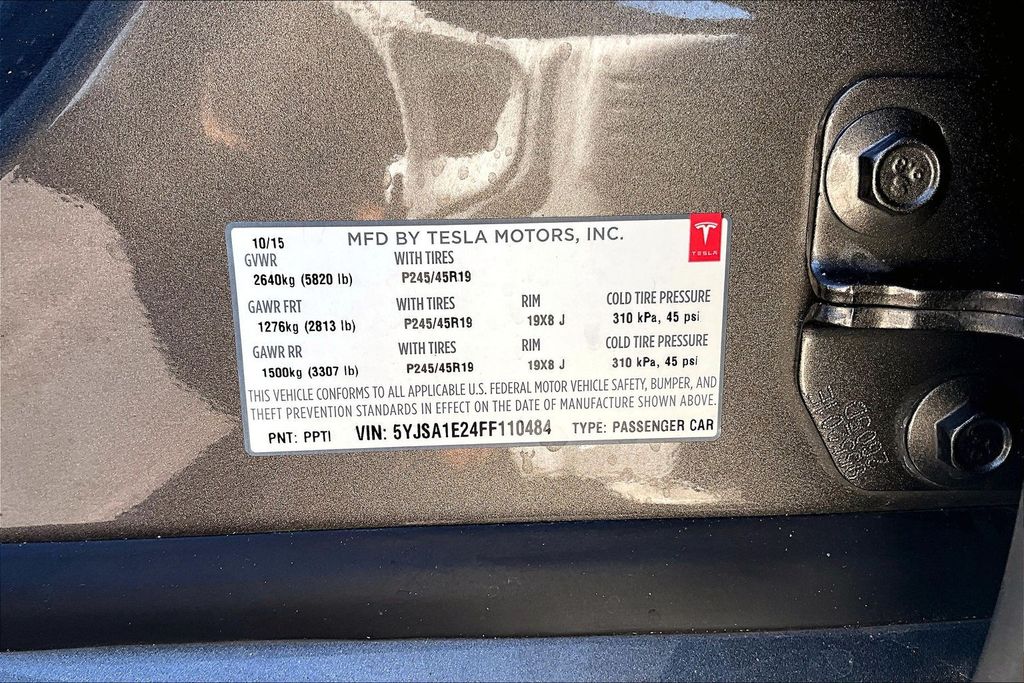 10/15 MFD BY TESLA MOTORS, INC.
TESLA
GVWR WITH TIRES
2640kg (5820 lb) P245/45R19
GAWR FRT WITH TIRES RIM COLD TIRE PRESSURE
1276kg (2813 lb) P245/45R19 19X8 J 310 kPa, 45 psi
GAWR RR WITH TIRES RIM COLD TIRE PRESSURE
1500kg (3307 lb) P245/45R19 19X8 J 310 kPa, 45 psi
THIS VEHICLE CONFORMS TO ALL APPLICABLE U.S. FEDERAL MOTOR VEHICLE SAFETY, BUMPER, AND
THEFT PREVENTION STANDARDS IN EFFECT ON THE DATE OF MANUFACTURE SHOWN ABOVE.
PNT: PPTI VIN: 5YJSA1E24FF110484 TYPE: PASSENGER CAR